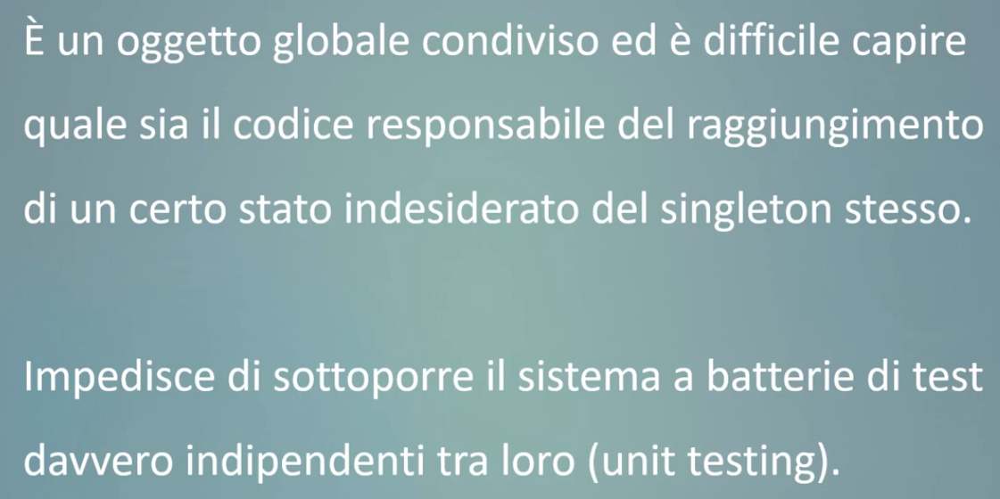 È un oggetto globale condiviso ed è difficile capire
quale sia il codice responsabile del raggiungimento
di un certo stato indesiderato del singleton stesso.
Impedisce di sottoporre il sistema a batterie di test
davvero indipendenti tra loro (unit testing).